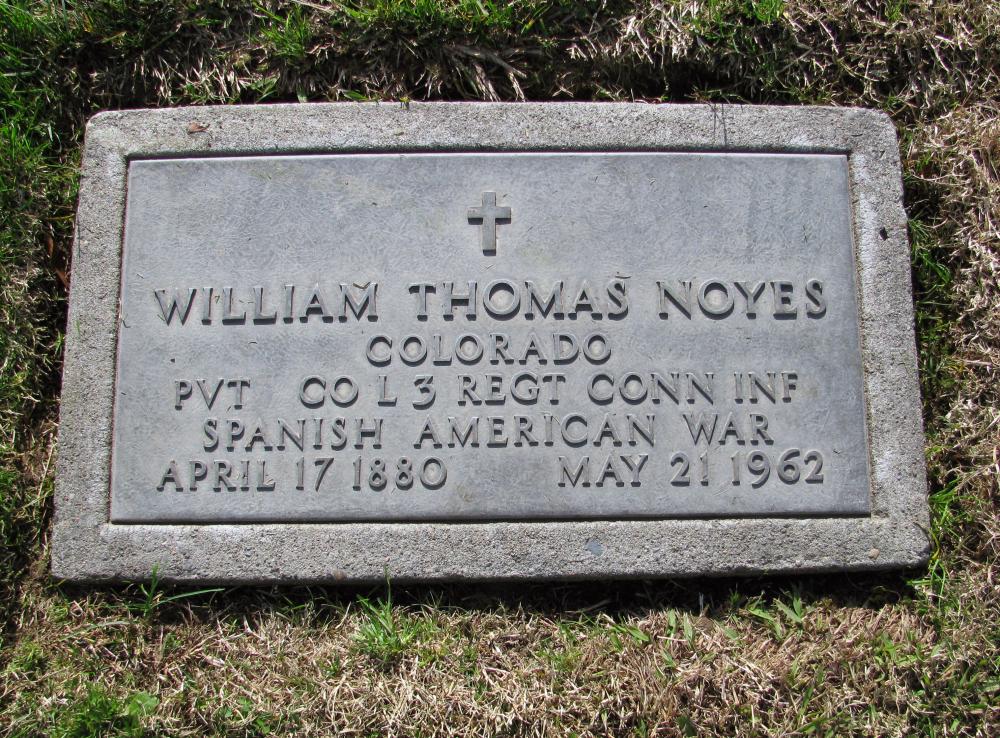 WILLIAM THOMAS NOYES
COLORADO
PVT CO L 3 REGT CONN INF
SPANISH AMERICAN WAR
APRIL 17 1880 MAY 21 1962